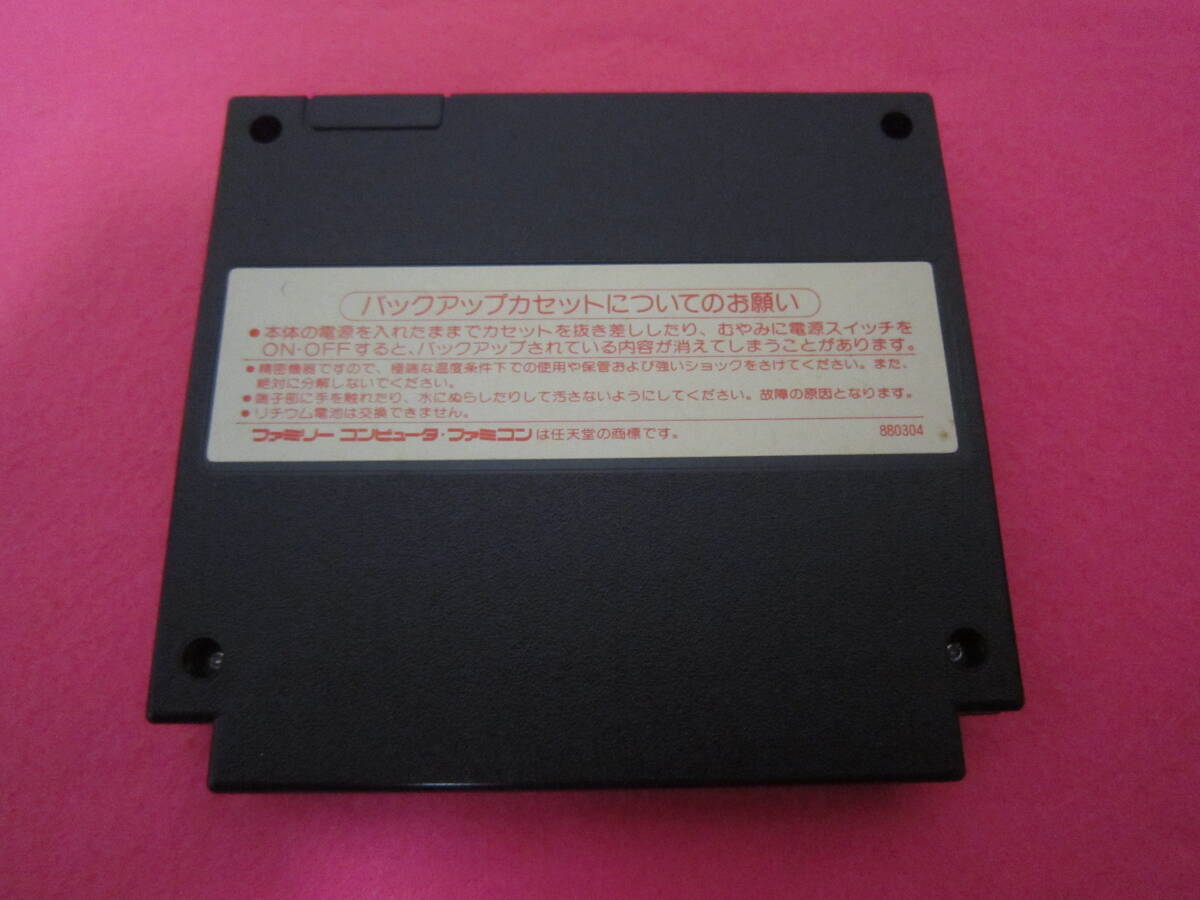 バックアップカセットについてのお願い
●本体の電源を入れたままでカセットを抜き差ししたり、むやみに電源スイッチを
ON-OFFすると、バックアップされている内容が消えてしまうことがあります。
●精密機器ですので、極端な温度条件下での使用や保管および強いショックをさけてください。また、
絶対に分解しないでください。
●端子部に手を触れたり、水にぬらしたりして汚さないようにしてください。故障の原因となります。
●リチウム電池は交換できません。
ファミリー コンピュータ・ファミコンは任天堂の商標です。 880304